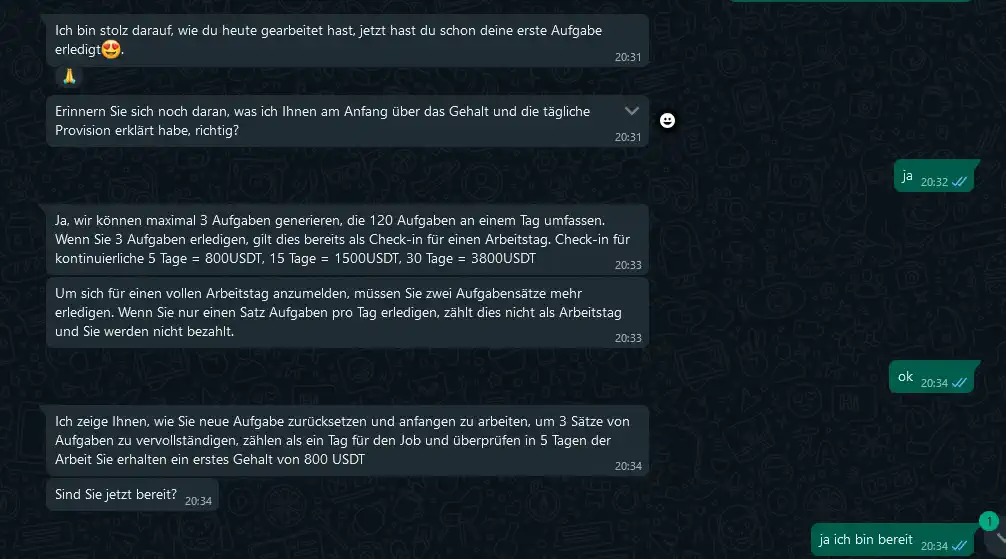 Ich bin stolz darauf, wie du heute gearbeitet hast, jetzt hast du schon deine erste Aufgabe
erledigt😍.
20:31
🙏
Erinnern Sie sich noch daran, was ich Ihnen am Anfang über das Gehalt und die tägliche
Provision erklärt habe, richtig?
20:31
ja 20:32
Ja, wir können maximal 3 Aufgaben generieren, die 120 Aufgaben an einem Tag umfassen.
Wenn Sie 3 Aufgaben erledigen, gilt dies bereits als Check-in für einen Arbeitstag. Check-in für
kontinuierliche 5 Tage = 800USDT, 15 Tage = 1500USDT, 30 Tage = 3800USDT
20:33
Um sich für einen vollen Arbeitstag anzumelden, müssen Sie zwei Aufgabensätze mehr
erledigen. Wenn Sie nur einen Satz Aufgaben pro Tag erledigen, zählt dies nicht als Arbeitstag
und Sie werden nicht bezahlt.
20:33
ok 20:34
Ich zeige Ihnen, wie Sie neue Aufgabe zurücksetzen und anfangen zu arbeiten, um 3 Sätze von
Aufgaben zu vervollständigen, zählen als ein Tag für den Job und überprüfen in 5 Tagen der
Arbeit Sie erhalten ein erstes Gehalt von 800 USDT
20:34
Sind Sie jetzt bereit? 20:34
1
ja ich bin bereit 20:34